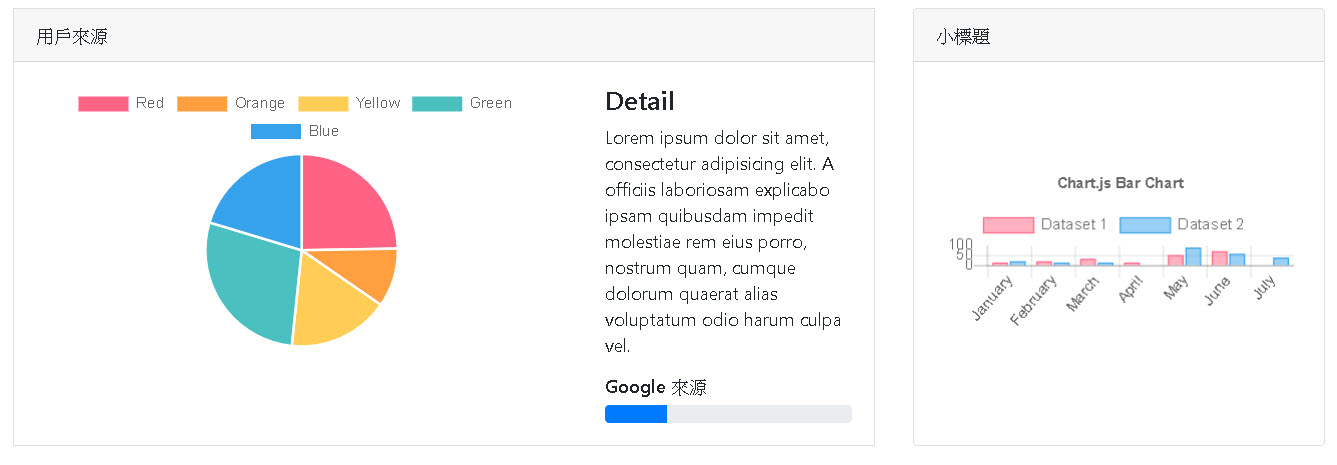 用戶來源
Red Orange Yellow Green
Blue
Detail
Lorem ipsum dolor sit amet,
consectetur adipisicing elit. A
officiis laboriosam explicabo
ipsam quibusdam impedit
molestiae rem eius porro,
nostrum quam, cumque
dolorum quaerat alias
voluptatum odio harum culpa
vel.
Google 來源
小標題
Chart.js Bar Chart
Dataset 1 Dataset 2
100
50
0
January February March April May June July